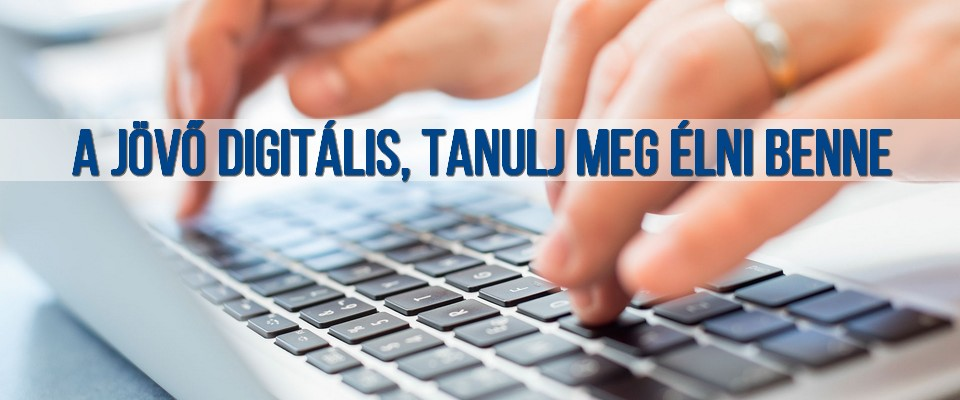 A JÖVŐ DIGITÁLIS, TANULJ MEG ÉLNI BENNE